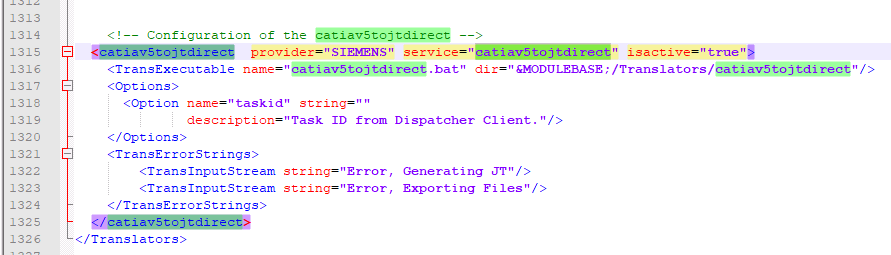 1312
1313
1314 <!-- Configuration of the catiav5tojtdirect -->
1315 <catiav5tojtdirect provider="SIEMENS" service="catiav5tojtdirect" isactive="true">
1316 <TransExecutable name="catiav5tojtdirect.bat" dir="&MODULEBASE;/Translators/catiav5tojtdirect"/>
1317 <Options>
1318 <Option name="taskid" string=""
1319 description="Task ID from Dispatcher Client."/>
1320 </Options>
1321 <TransErrorStrings>
1322 <TransInputStream string="Error, Generating JT"/>
1323 <TransInputStream string="Error, Exporting Files"/>
1324 </TransErrorStrings>
1325 </catiav5tojtdirect>
1326 </Translators>